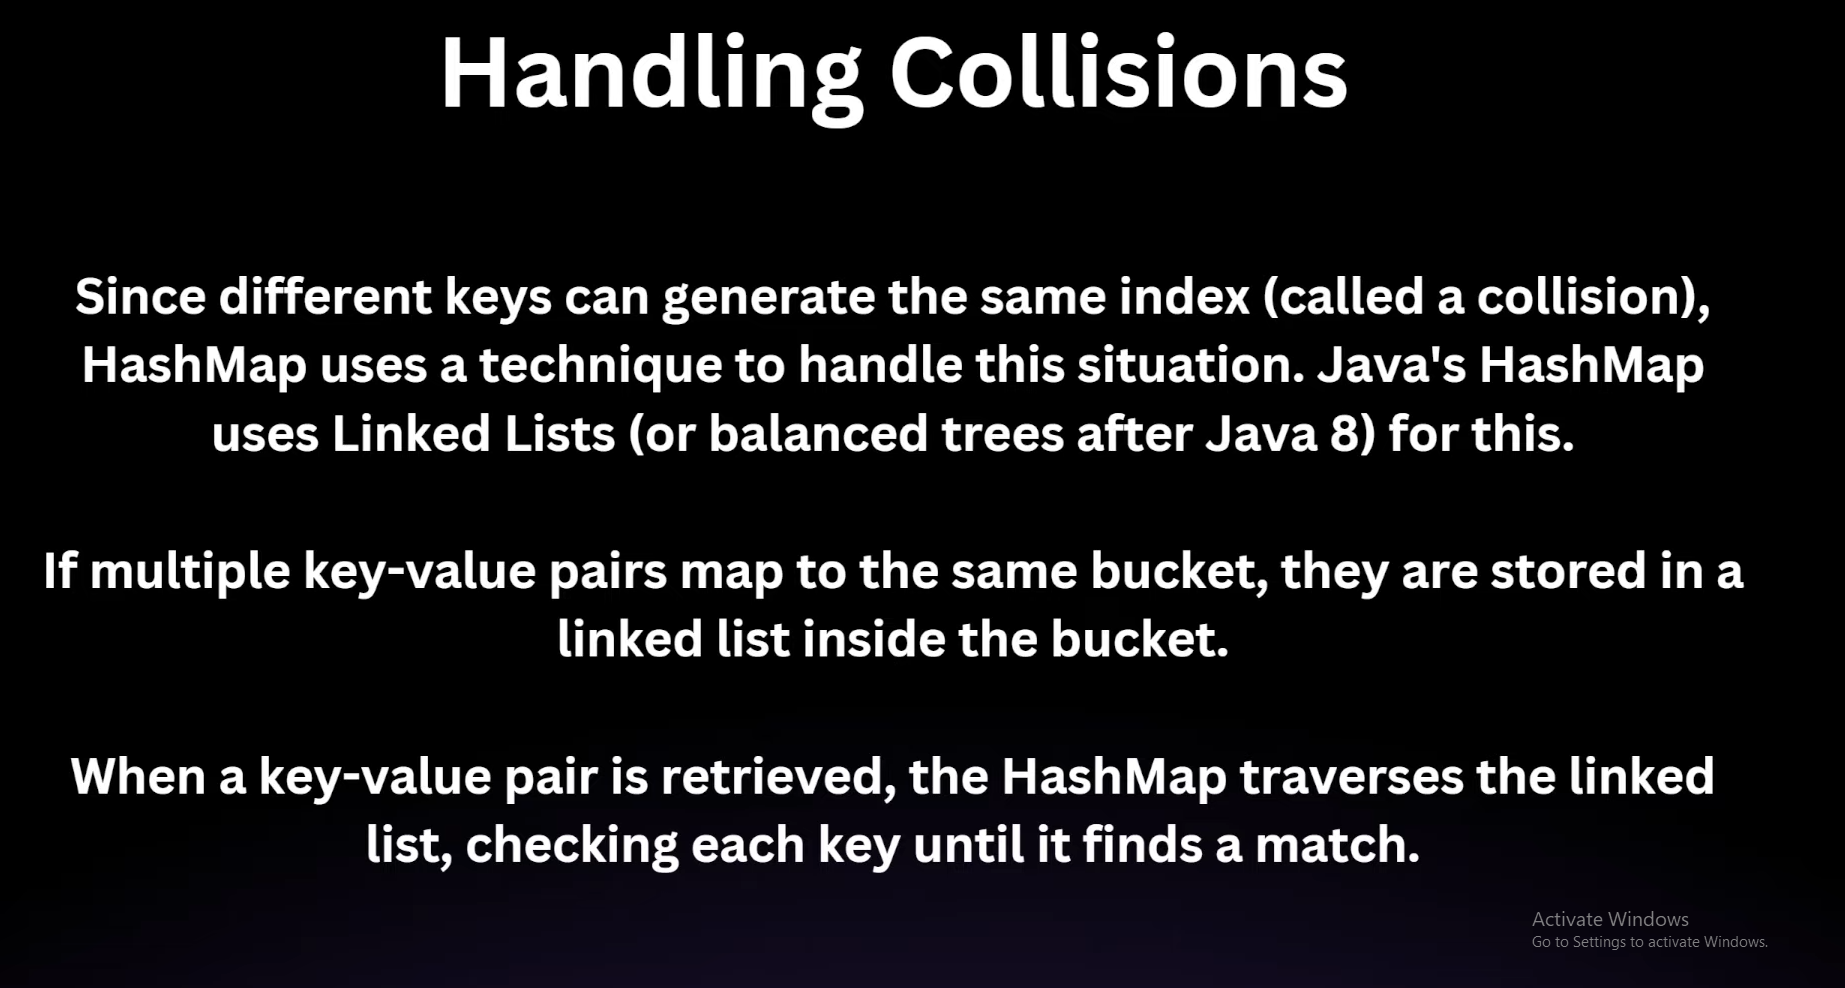 Handling Collisions
Since different keys can generate the same index (called a collision),
HashMap uses a technique to handle this situation. Java's HashMap
uses Linked Lists (or balanced trees after Java 8) for this.
If multiple key-value pairs map to the same bucket, they are stored in a
linked list inside the bucket.
When a key-value pair is retrieved, the HashMap traverses the linked
list, checking each key until it finds a match.
Activate Windows
Go to Settings to activate Windows.